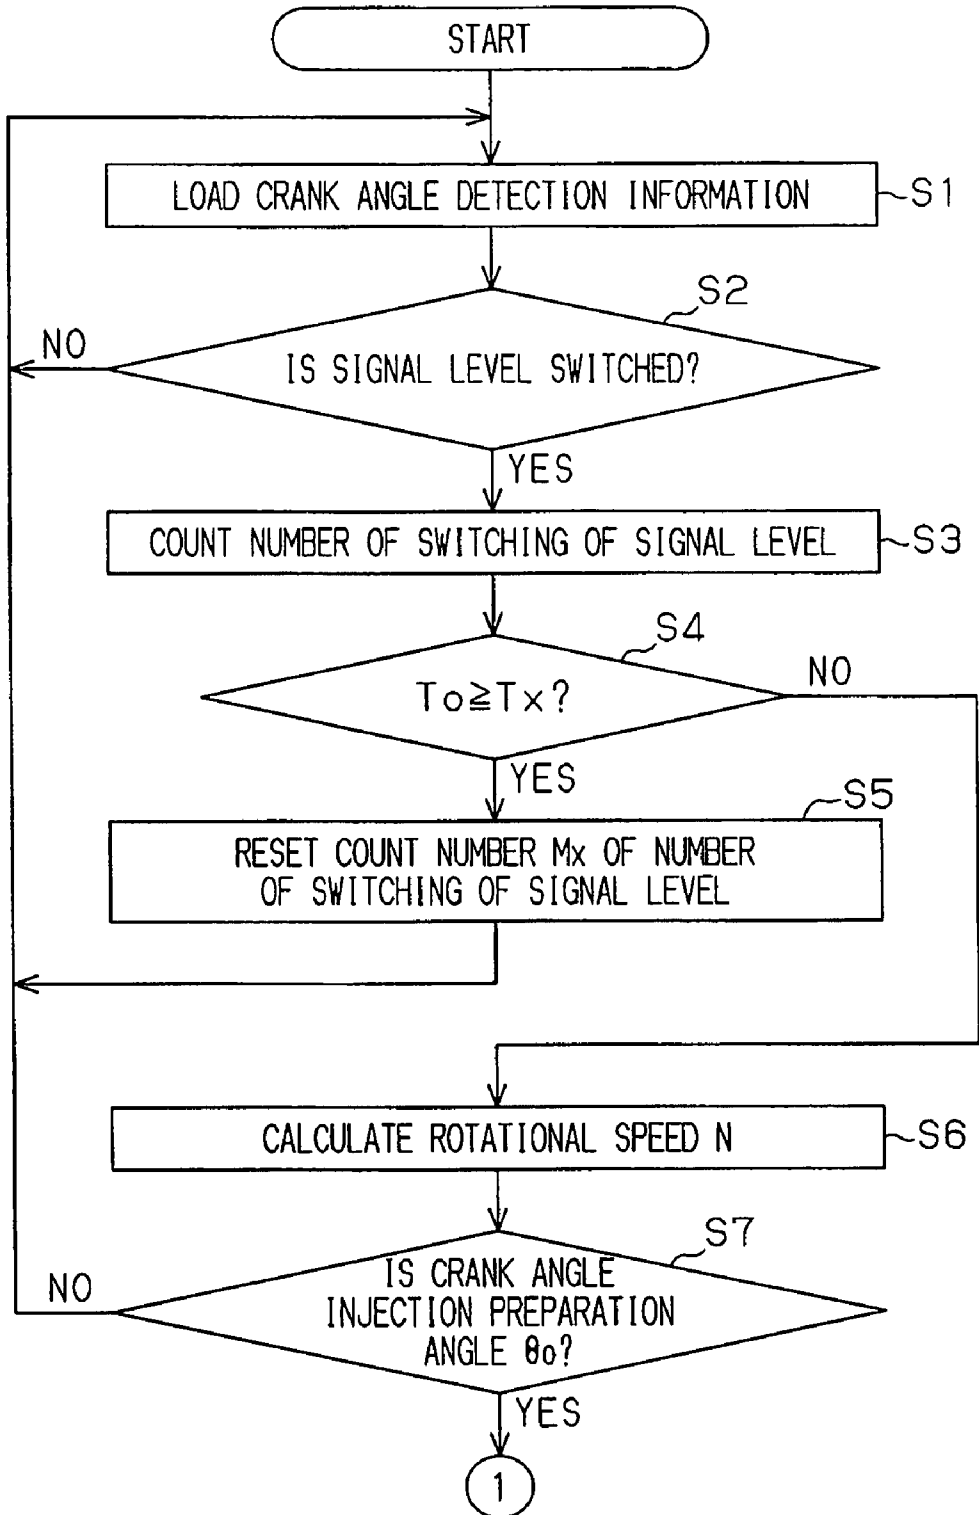 START
LOAD CRANK ANGLE DETECTION INFORMATION
S1
S2
NO
IS SIGNAL LEVEL SWITCHED?
YES
COUNT NUMBER OF SWITCHING OF SIGNAL LEVEL
S3
S4
NO
To≧Tx?
YES
S5
RESET COUNT NUMBER Mx OF NUMBER
OF SWITCHING OF SIGNAL LEVEL
CALCULATE ROTATIONAL SPEED N
S6
S7
NO
IS CRANK ANGLE
INJECTION PREPARATION
ANGLE θo?
YES
1